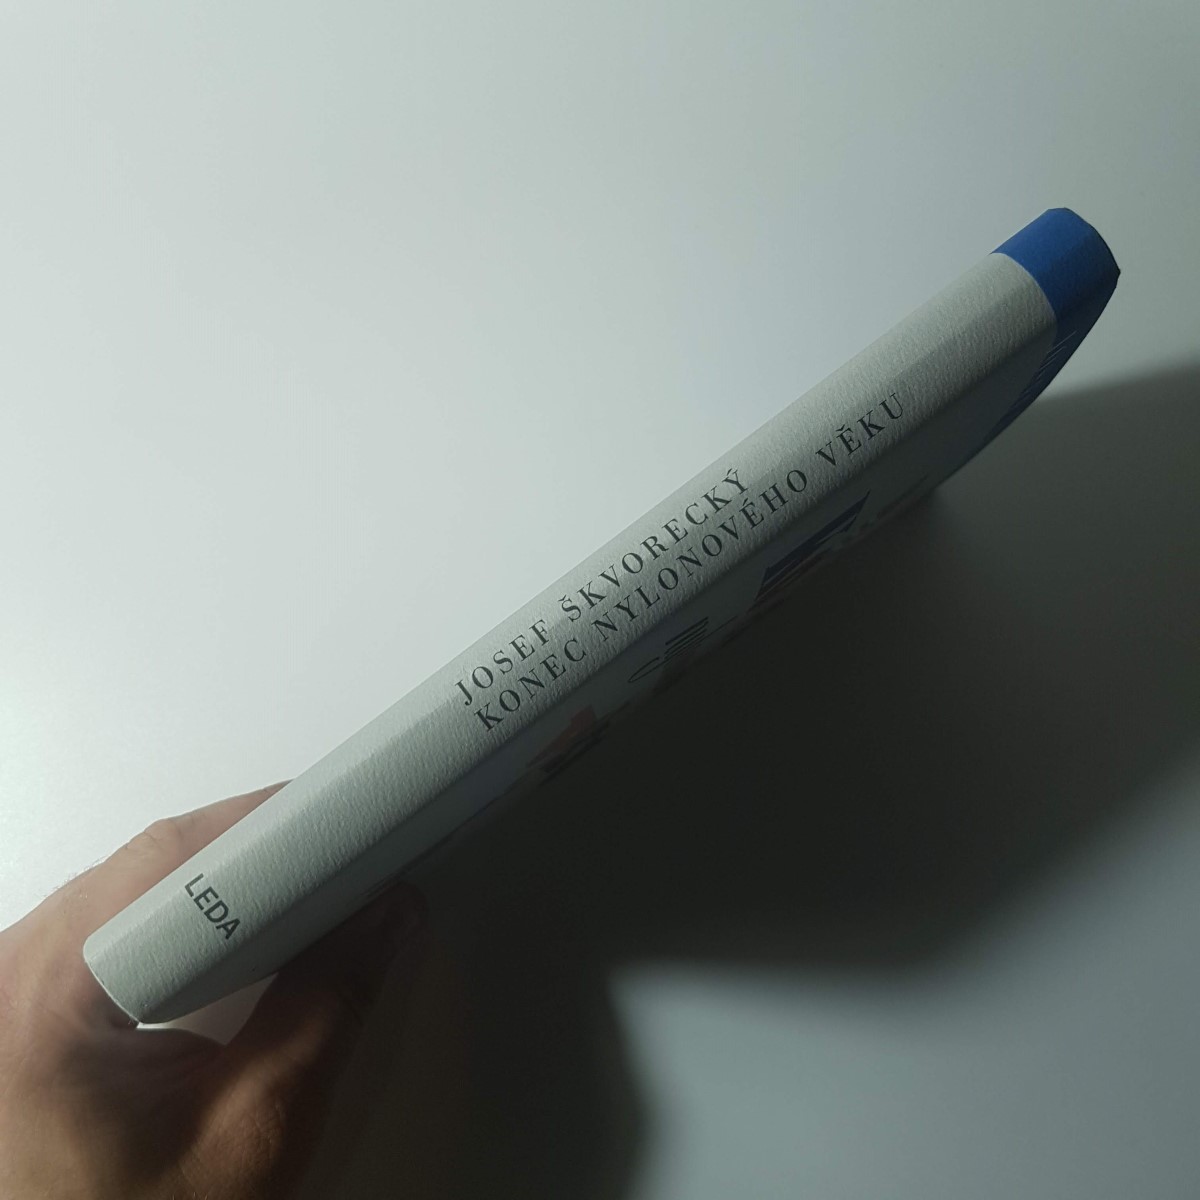 JOSEF ŠKVORECKÝ
KONEC NYLONOVÉHO VĚKU
LEDA